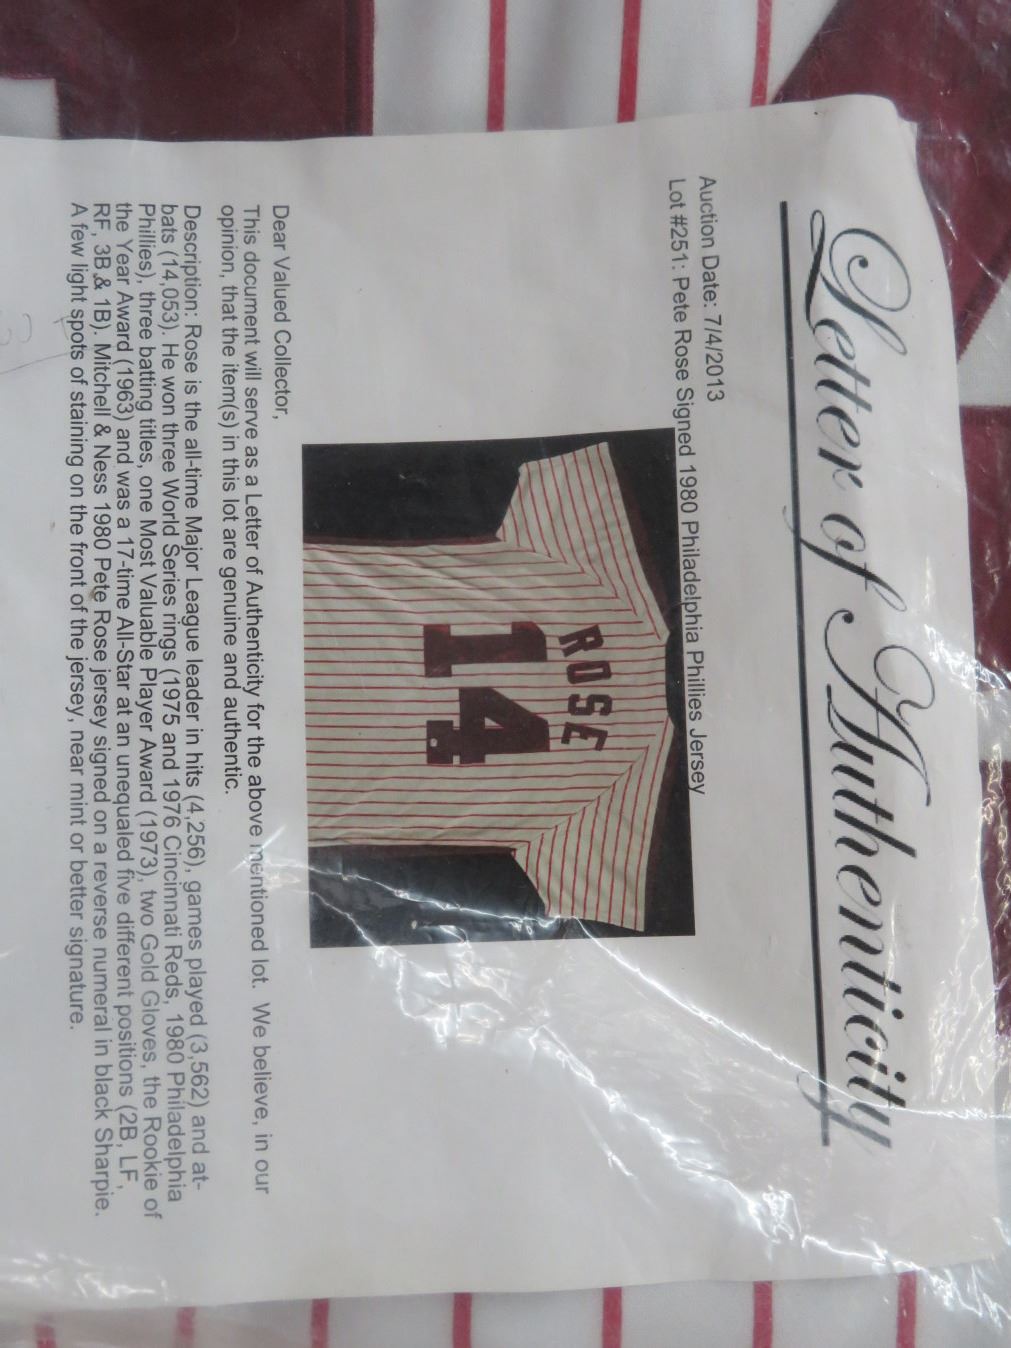 Letter of Authenticity
Auction Date: 7/4/2013
Lot #251: Pete Rose Signed 1980 Philadelphia Phillies Jersey
ROSE
14
Dear Valued Collector,
This document will serve as a Letter of Authenticity for the above mentioned lot. We believe, in our
opinion, that the item(s) in this lot are genuine and authentic.
Description: Rose is the all-time Major League leader in hits (4,256), games played (3,562) and at-
bats (14,053). He won three World Series rings (1975 and 1976 Cincinnati Reds, 1980 Philadelphia
Phillies), three batting titles, one Most Valuable Player Award (1973), two Gold Gloves, the Rookie of
the Year Award (1963) and was a 17-time All-Star at an unequaled five different positions (2B, LF,
RF, 3B & 1B). Mitchell & Ness 1980 Pete Rose jersey signed on a reverse numeral in black Sharpie.
A few light spots of staining on the front of the jersey, near mint or better signature.